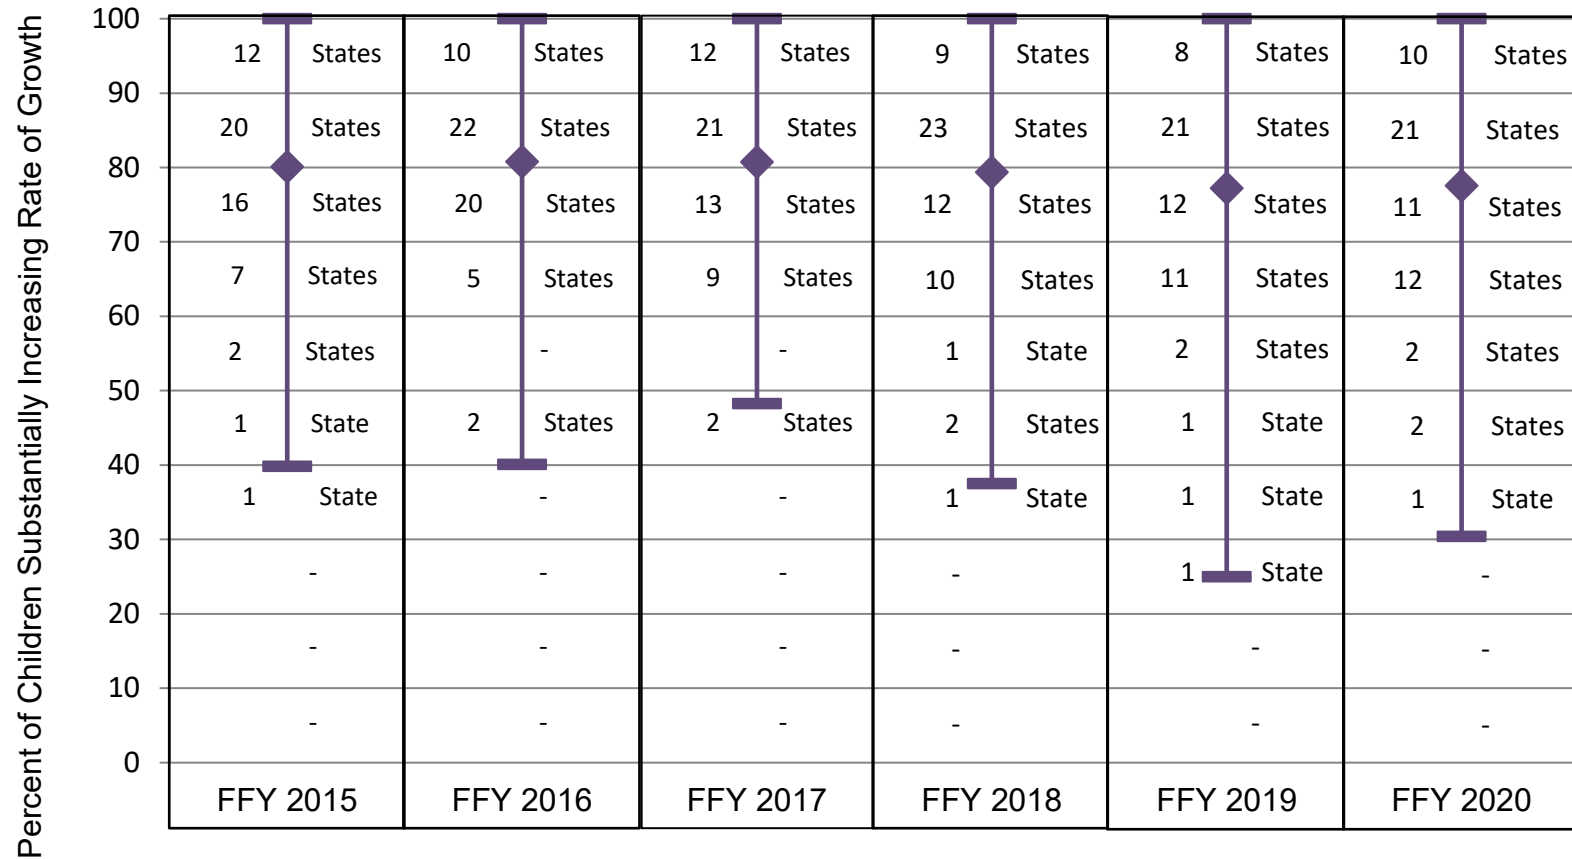 Percent of Children Substantially Increasing Rate of Growth
100
12 States 10 States 12 States 9 States 8 States 10 States
90
20 States 22 States 21 States 23 States 21 States 21 States
80
16 States 20 States 13 States 12 States 12 States 11 States
70
7 States 5 States 9 States 10 States 11 States 12 States
60
2 States - - 1 State 2 States 2 States
50
1 State 2 States 2 States 2 States 1 State 2 States
40
1 State - - 1 State 1 State 1 State
30
- - - - 1 State -
20
- - - - - -
10
- - - - - -
0
FFY 2015 FFY 2016 FFY 2017 FFY 2018 FFY 2019 FFY 2020